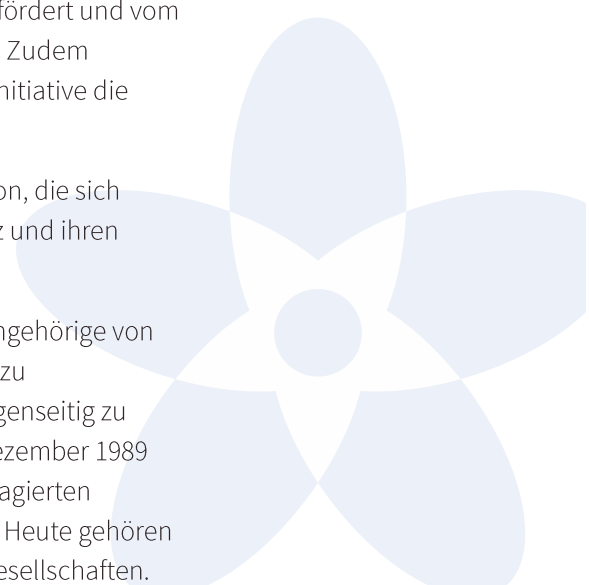 fördert und vom
Zudem
nitiative die
on, die sich
z und ihren
ngehörige von
zu
genseitig zu
ezember 1989
agierten
Heute gehören
esellschaften.